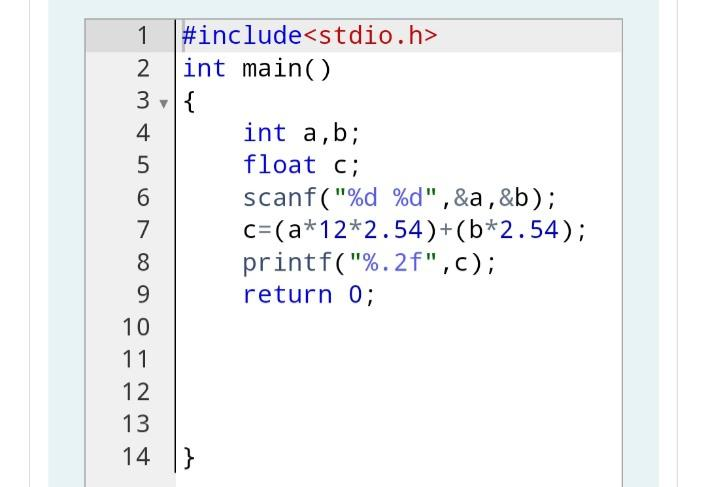 1 #include<stdio.h>
2 int main()
3 {
4 int a,b;
5 float c;
6 scanf("%d %d",&a,&b);
7 c=(a*12*2.54)+(b*2.54);
8 printf("%.2f",c);
9 return 0;
10
11
12
13
14 }